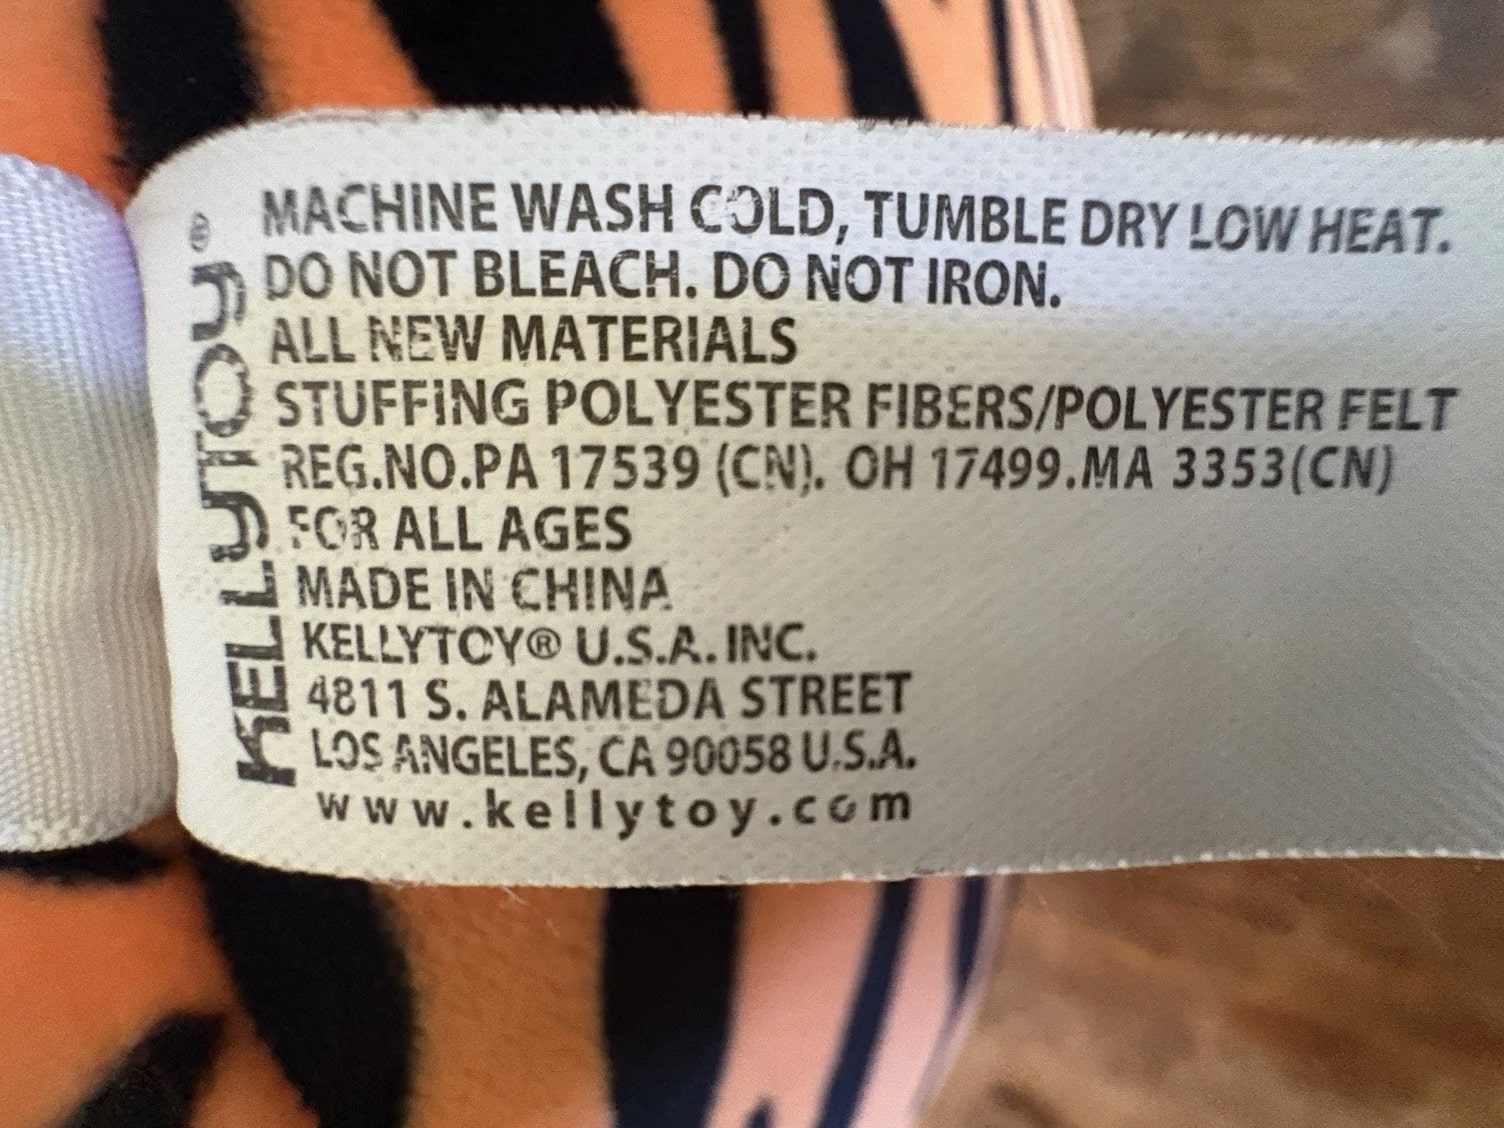 KELLYTOY®
MACHINE WASH COLD, TUMBLE DRY LOW HEAT.
DO NOT BLEACH. DO NOT IRON.
ALL NEW MATERIALS
STUFFING POLYESTER FIBERS/POLYESTER FELT
REG.NO.PA 17539 (CN). OH 17499.MA 3353(CN)
FOR ALL AGES
MADE IN CHINA
KELLYTOY® U.S.A. INC.
4811 S. ALAMEDA STREET
LOS ANGELES, CA 90058 U.S.A.
www.kellytoy.com